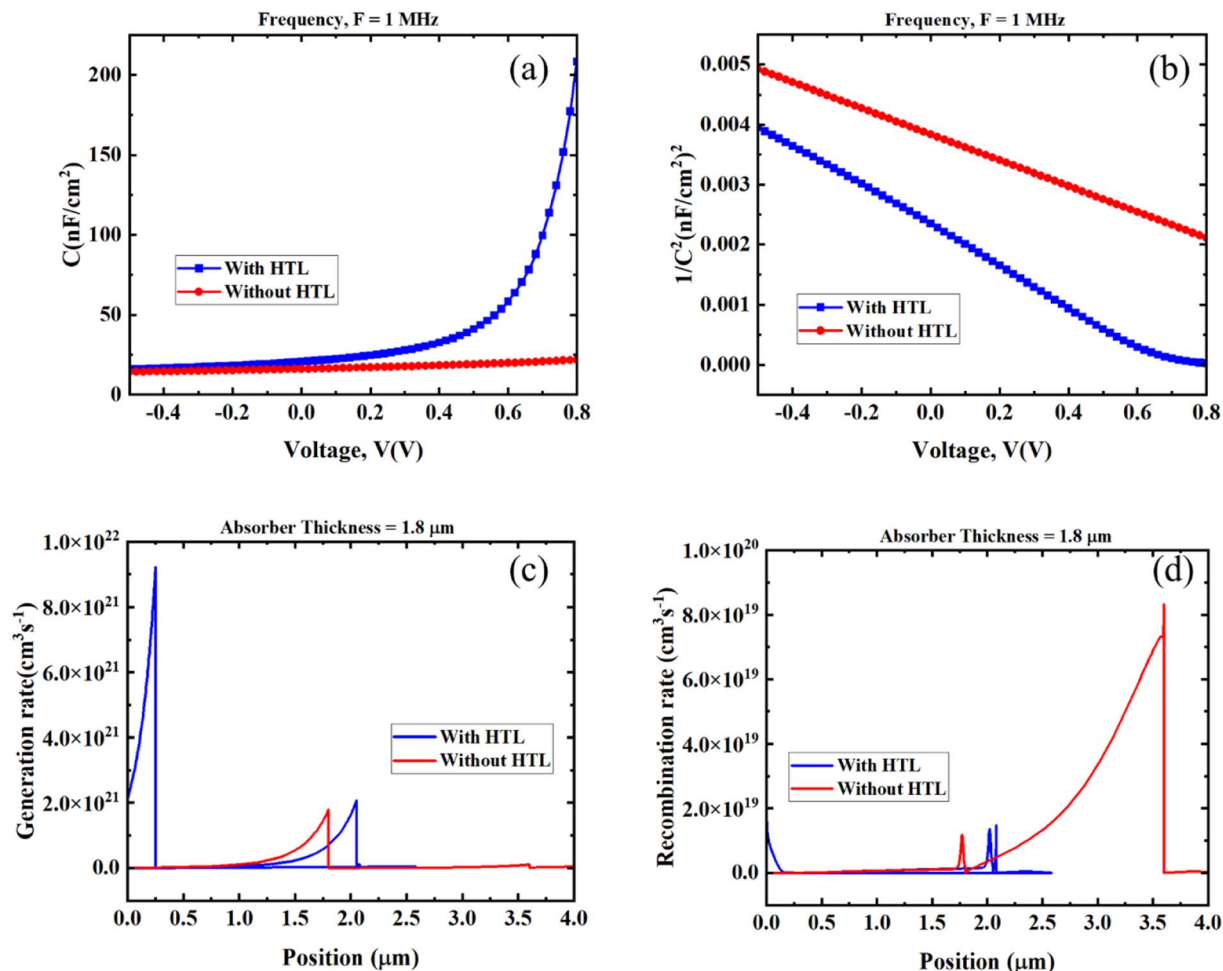 Frequency, F = 1 MHz
(a)
C(nF/cm²)
200
150
100
50
0
With HTL
Without HTL
-0.4 -0.2 0.0 0.2 0.4 0.6 0.8
Voltage, V(V)
Frequency, F = 1 MHz
(b)
1/C²(nF/cm²)²
0.005
0.004
0.003
0.002
0.001
0.000
With HTL
Without HTL
-0.4 -0.2 0.0 0.2 0.4 0.6 0.8
Voltage, V(V)
Absorber Thickness = 1.8 μm
(c)
Generation rate(cm³s⁻¹)
1.0×10²²
8.0×10²¹
6.0×10²¹
4.0×10²¹
2.0×10²¹
0.0
With HTL
Without HTL
0.0 0.5 1.0 1.5 2.0 2.5 3.0 3.5 4.0
Position (μm)
Absorber Thickness = 1.8 μm
(d)
Recombination rate (cm³s⁻¹)
1.0×10²⁰
8.0×10¹⁹
6.0×10¹⁹
4.0×10¹⁹
2.0×10¹⁹
0.0
With HTL
Without HTL
0.0 0.5 1.0 1.5 2.0 2.5 3.0 3.5 4.0
Position (μm)